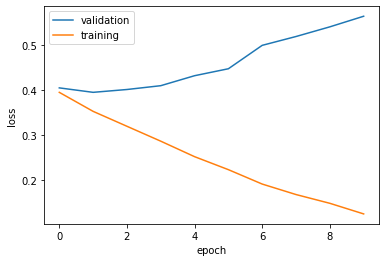 validation
training
0.5
0.4
0.3
0.2
loss
0 2 4 6 8
epoch